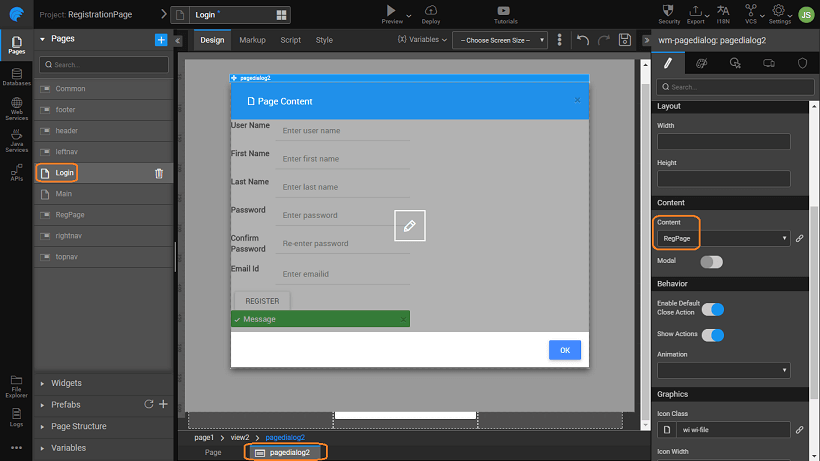 Project: RegistrationPage
Login *
Preview
Deploy
Tutorials
Security
Export
I18N
VCS
Settings
JS
Pages
Databases
Web
Services
Java
Services
APIs
File
Explorer
Logs
Pages
Search...
Common
footer
header
leftnav
Login
Main
RegPage
rightnav
topnav
Widgets
Prefabs
Page Structure
Variables
Design
Markup
Script
Style
{X} Variables
-- Choose Screen Size --
pagedialog2
Page Content
×
User Name
Enter user name
First Name
Enter first name
Last Name
Enter last name
Password
Enter password
Confirm
Password
Re-enter password
Email Id
Enter emailid
REGISTER
Message
OK
page1 > view2 > pagedialog2
Page
pagedialog2
wm-pagedialog: pagedialog2
Search...
Layout
Width
Height
Content
Content
RegPage
Modal
Behavior
Enable Default
Close Action
Show Actions
Animation
Graphics
Icon Class
wi wi-file
Icon Width